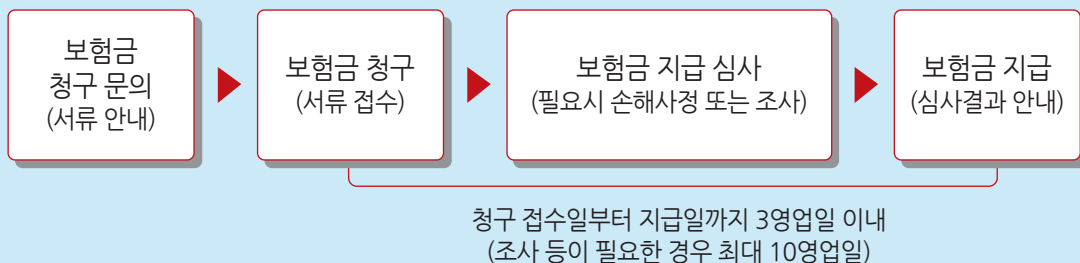 보험금
청구 문의
(서류 안내)
보험금 청구
(서류 접수)
보험금 지급 심사
(필요시 손해사정 또는 조사)
보험금 지급
(심사결과 안내)
청구 접수일부터 지급일까지 3영업일 이내
(조사 등이 필요한 경우 최대 10영업일)